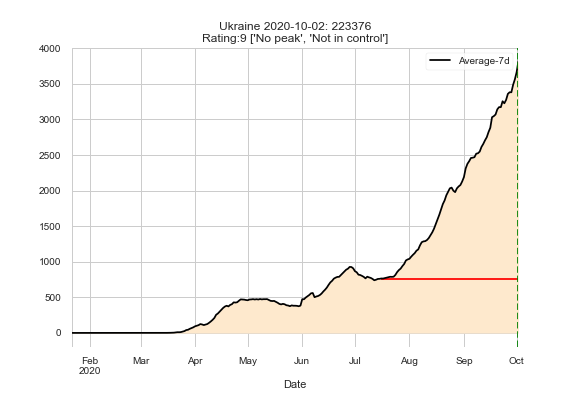 Ukraine 2020-10-02: 223376
Rating:9 ['No peak', 'Not in control']
Average-7d
4000
3500
3000
2500
2000
1500
1000
500
0
Feb Mar Apr May Jun Jul Aug Sep Oct
2020
Date